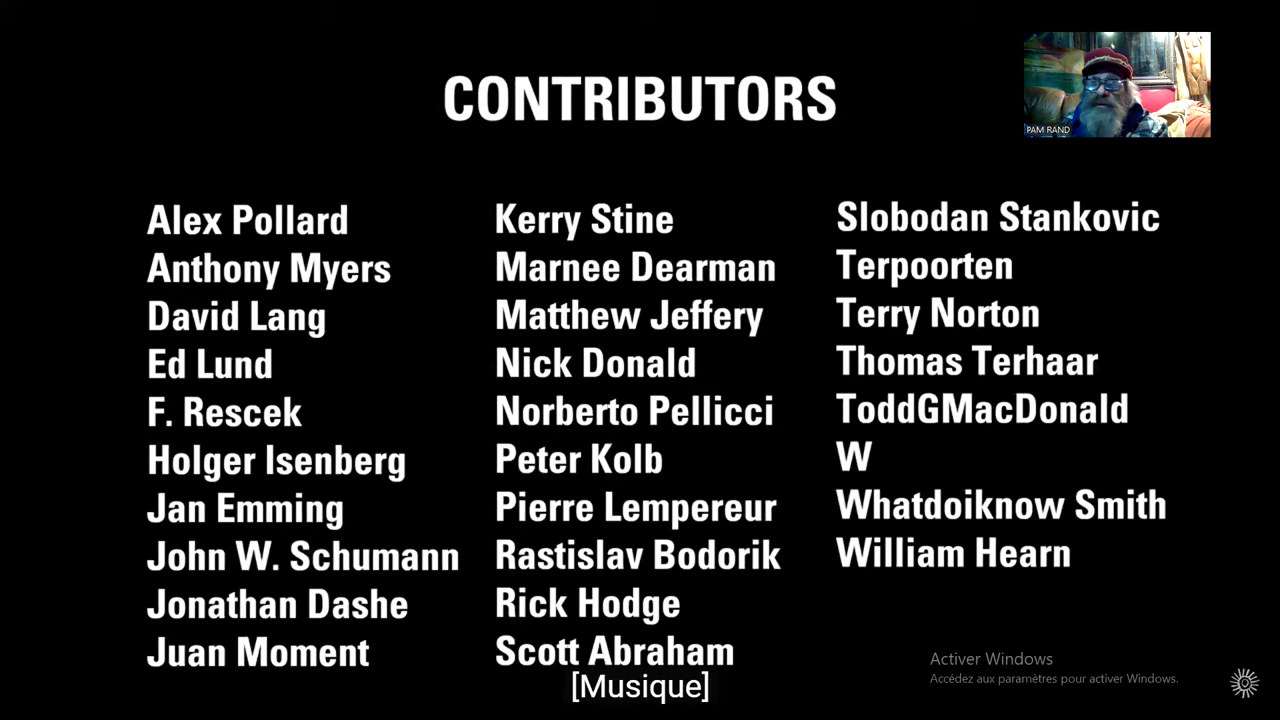 CONTRIBUTORS
PAM RAND
Alex Pollard
Anthony Myers
David Lang
Ed Lund
F. Rescek
Holger Isenberg
Jan Emming
John W. Schumann
Jonathan Dashe
Juan Moment
Kerry Stine
Marnee Dearman
Matthew Jeffery
Nick Donald
Norberto Pellicci
Peter Kolb
Pierre Lempereur
Rastislav Bodorik
Rick Hodge
Scott Abraham
Slobodan Stankovic
Terpoorten
Terry Norton
Thomas Terhaar
ToddGMacDonald
W
Whatdoiknow Smith
William Hearn
[Musique]
Activer Windows
Accédez aux paramètres pour activer Windows.